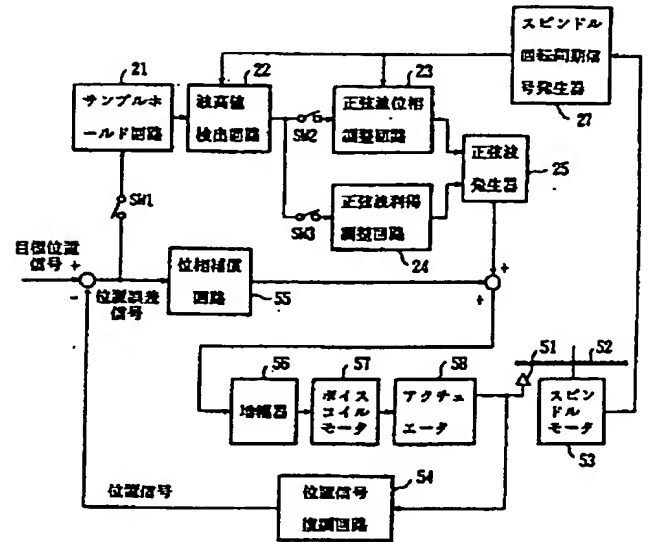 スピンドル
回転同期信
号発生器
27
21
サンプルホ
ールド回路
22
波高値
検出回路
23
正弦波位相
調整回路
SW2
正弦波
発生器
25
SW1
SW3
正弦波利得
調整回路
24
目標位置
信号
+
-
位置誤差
信号
位相補償
回路
55
+
+
56
増幅器
57
ボイス
コイル
モータ
58
アクチュ
エータ
51
52
スピン
ドル
モータ
53
位置信号
54
位置信号
復調回路